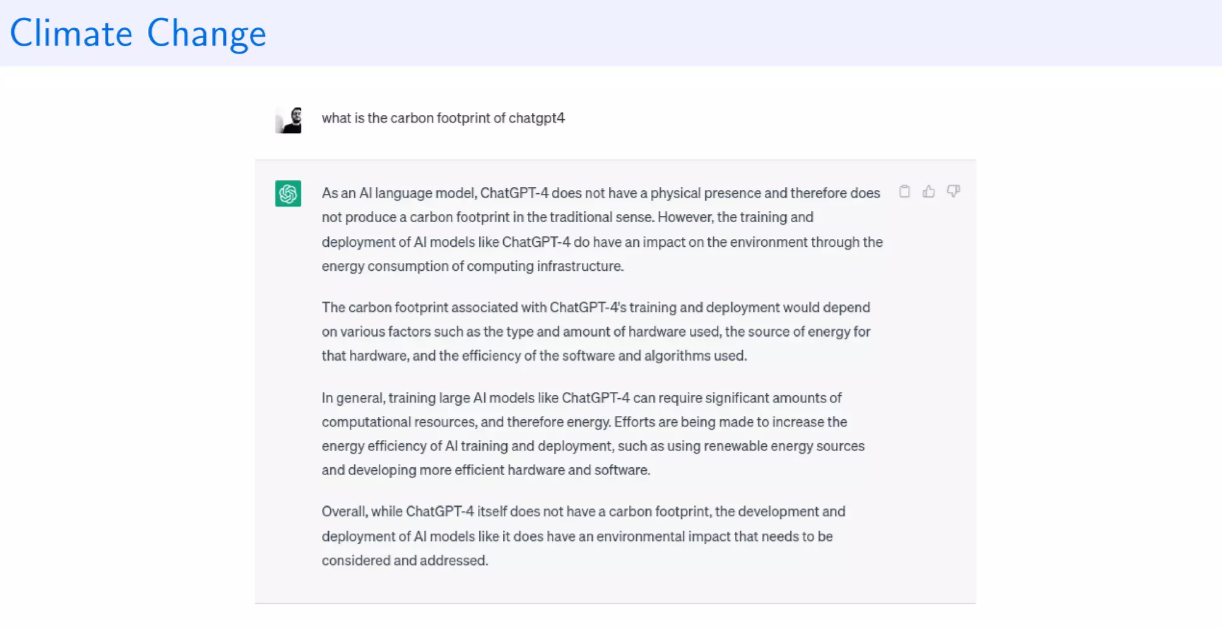 Climate Change
what is the carbon footprint of chatgpt4
As an AI language model, ChatGPT-4 does not have a physical presence and therefore does
not produce a carbon footprint in the traditional sense. However, the training and
deployment of AI models like ChatGPT-4 do have an impact on the environment through the
energy consumption of computing infrastructure.
The carbon footprint associated with ChatGPT-4's training and deployment would depend
on various factors such as the type and amount of hardware used, the source of energy for
that hardware, and the efficiency of the software and algorithms used.
In general, training large AI models like ChatGPT-4 can require significant amounts of
computational resources, and therefore energy. Efforts are being made to increase the
energy efficiency of AI training and deployment, such as using renewable energy sources
and developing more efficient hardware and software.
Overall, while ChatGPT-4 itself does not have a carbon footprint, the development and
deployment of AI models like it does have an environmental impact that needs to be
considered and addressed.